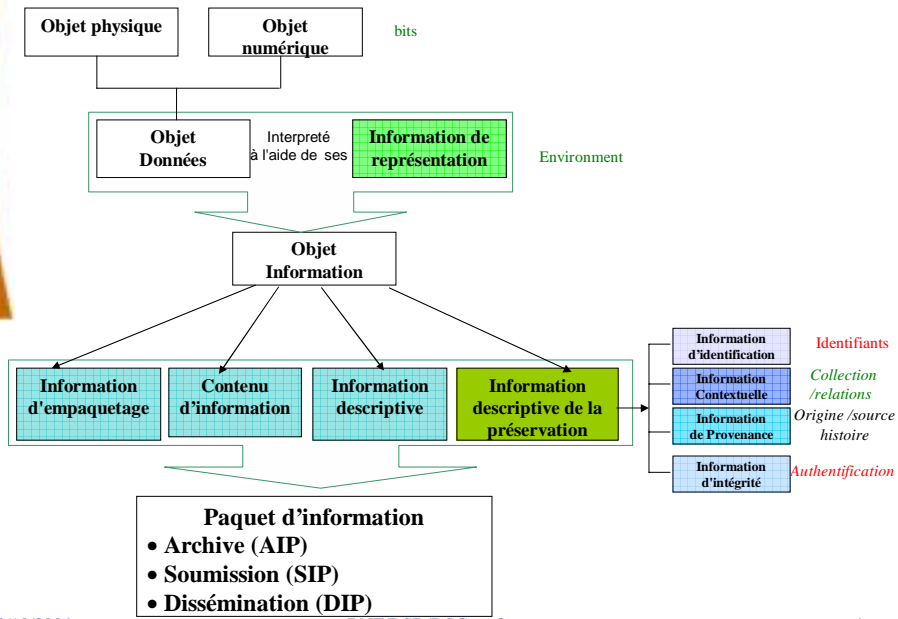 Objet physique
Objet
numérique
bits
Objet
Données
Interpreté
à l'aide de ses
Information de
représentation
Environment
Objet
Information
Information
d'empaquetage
Contenu
d’information
Information
descriptive
Information
descriptive de la
préservation
Information
d’identification
Identifiants
Information
Contextuelle
Collection
/relations
Information
de Provenance
Origine /source
histoire
Information
d'intégrité
Authentification
Paquet d’information
• Archive (AIP)
• Soumission (SIP)
• Dissémination (DIP)